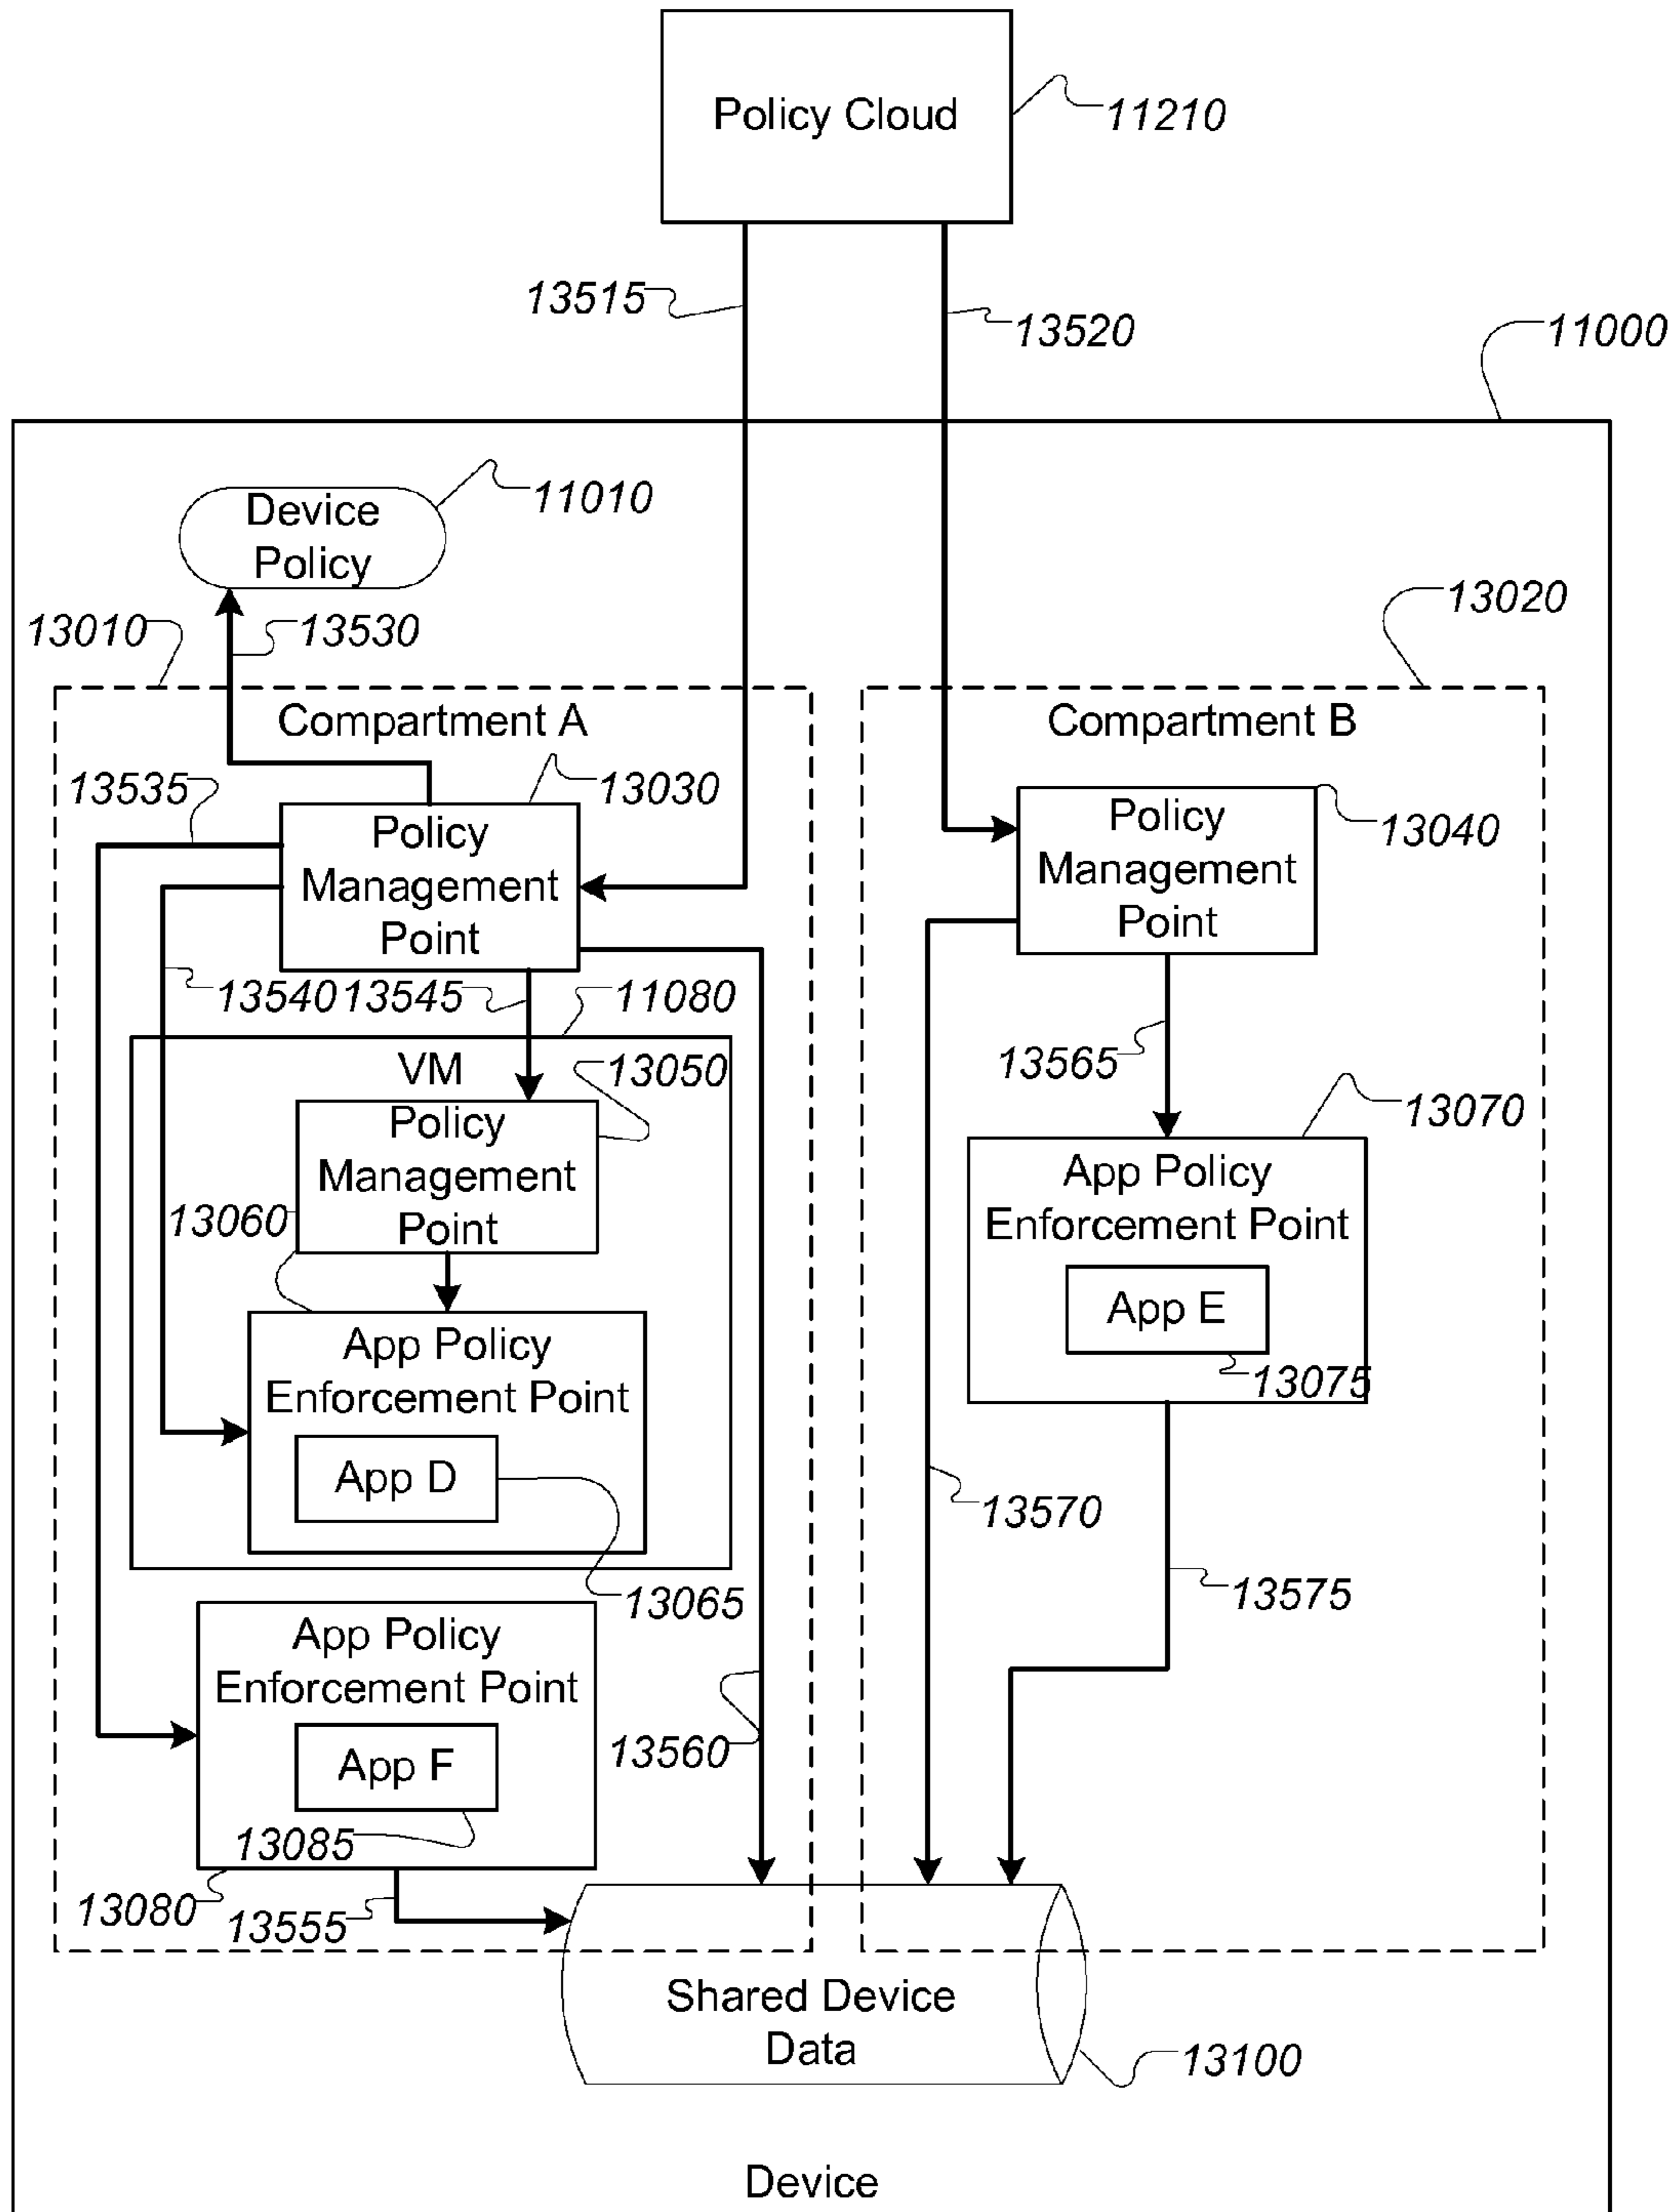 Policy Cloud
11210
13515
13520
11000
Device
Policy
11010
13010
13530
13020
Compartment A
Compartment B
13535
13030
Policy
Management
Point
Policy
Management
Point
13040
13540
13545
11080
VM
13050
13565
Policy
Management
Point
13060
13070
App Policy
Enforcement Point
App E
13075
App Policy
Enforcement Point
App D
13570
13065
13575
App Policy
Enforcement Point
App F
13560
13085
13080
13555
Shared Device
Data
13100
Device